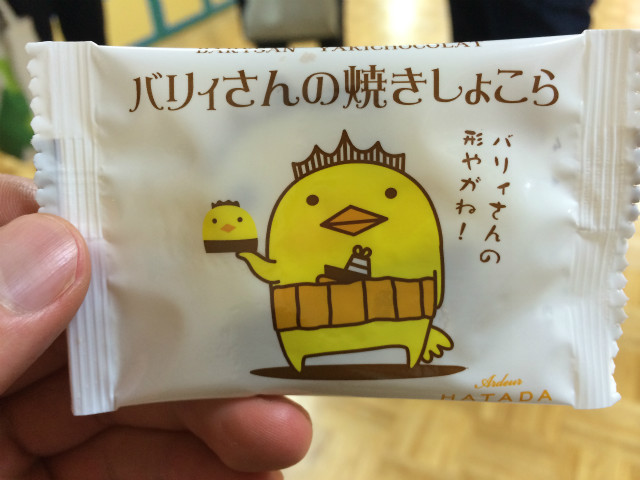 BARYSAN YAKICHOCOLAT
バリィさんの焼きしょこら
バリィさんの
形やがね！
Ardeur
HATADA